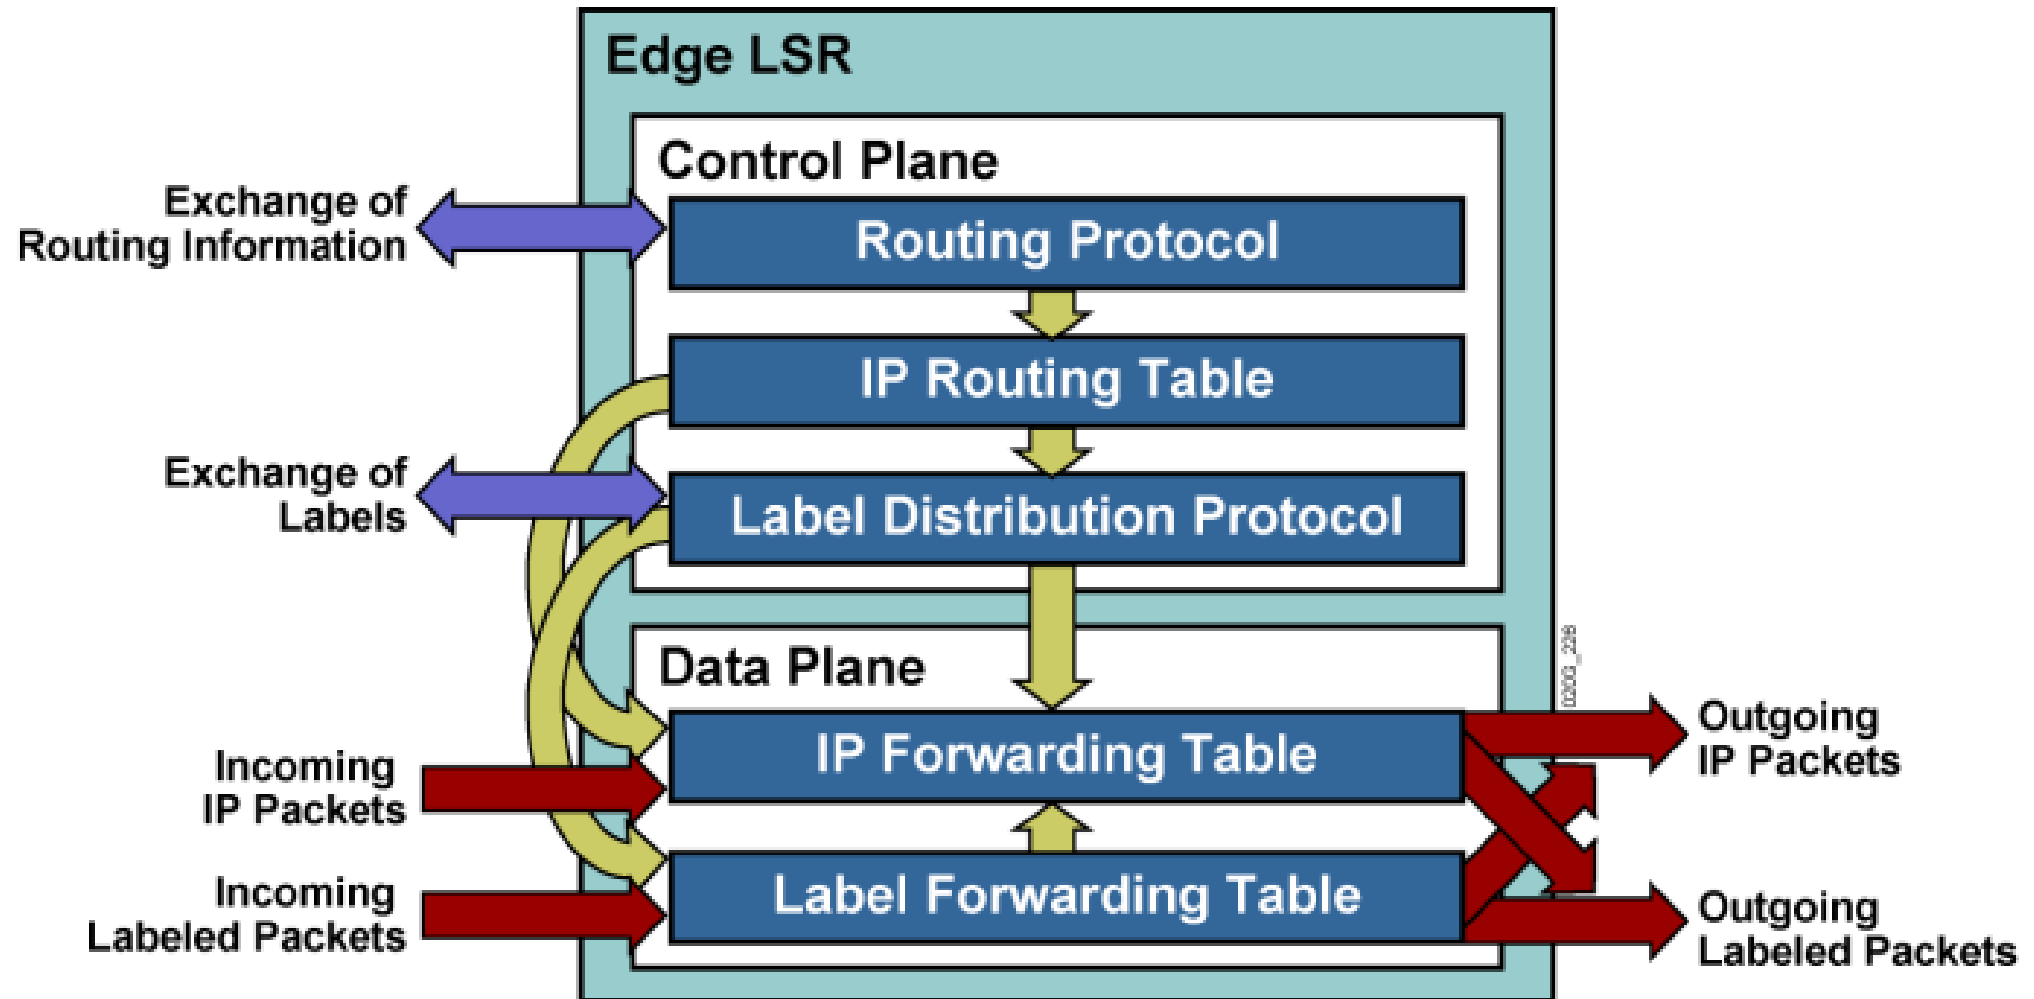 Edge LSR
Control Plane
Exchange of
Routing Information
Routing Protocol
IP Routing Table
Exchange of
Labels
Label Distribution Protocol
Data Plane
Incoming
IP Packets
IP Forwarding Table
Outgoing
IP Packets
Incoming
Labeled Packets
Label Forwarding Table
Outgoing
Labeled Packets